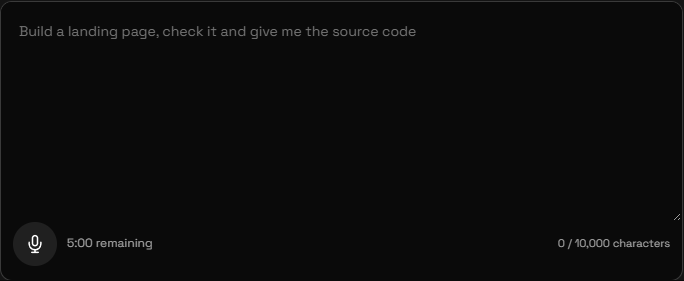 Build a landing page, check it and give me the source code
5:00 remaining
0 / 10,000 characters